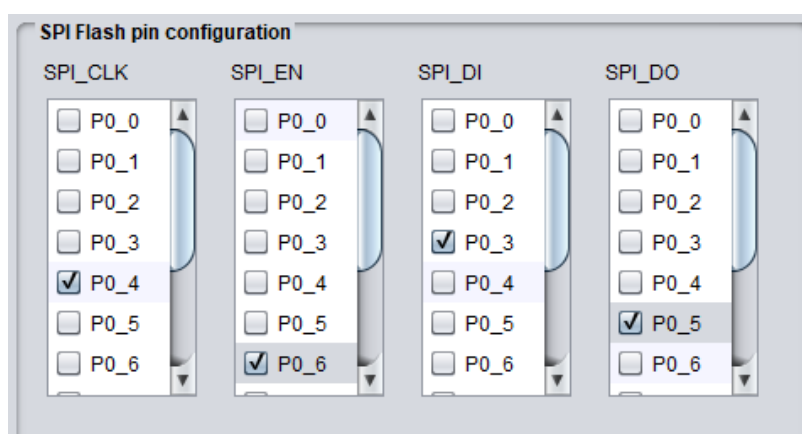 SPI Flash pin configuration
SPI_CLK SPI_EN SPI_DI SPI_DO
P0_0 P0_0 P0_0 P0_0
P0_1 P0_1 P0_1 P0_1
P0_2 P0_2 P0_2 P0_2
P0_3 P0_3 P0_3 P0_3
P0_4 P0_4 P0_4 P0_4
P0_5 P0_5 P0_5 P0_5
P0_6 P0_6 P0_6 P0_6